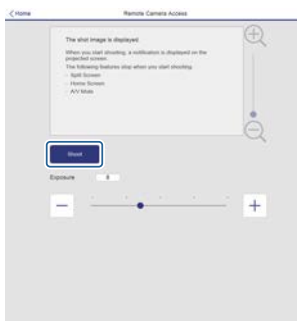 < Home
Remote Camera Access
The shot image is displayed.
When you start shooting, a notification is displayed on the
projected screen.
The following features stop when you start shooting.
- Split Screen
- Home Screen
- A/V Mute
Shoot
Exposure